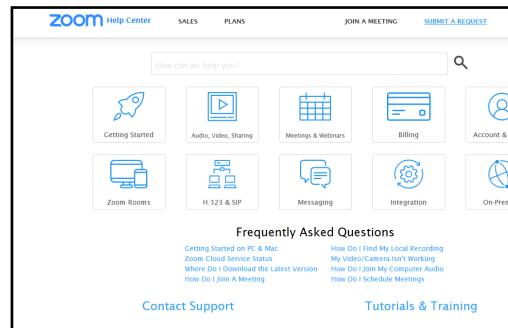 zoom Help Center SALES PLANS JOIN A MEETING SUBMIT A REQUEST
How can we help you?
Getting Started Audio, Video, Sharing Meetings & Webinars Billing Account &
Zoom Rooms H.323 & SIP Messaging Integration On-Prem
Frequently Asked Questions
Getting Started on PC & Mac How Do I Find My Local Recording
Zoom Cloud Service Status My Video/Camera Isn't Working
Where Do I Download the Latest Version How Do I Join My Computer Audio
How Do I Join A Meeting How Do I Schedule Meetings
Contact Support Tutorials & Training